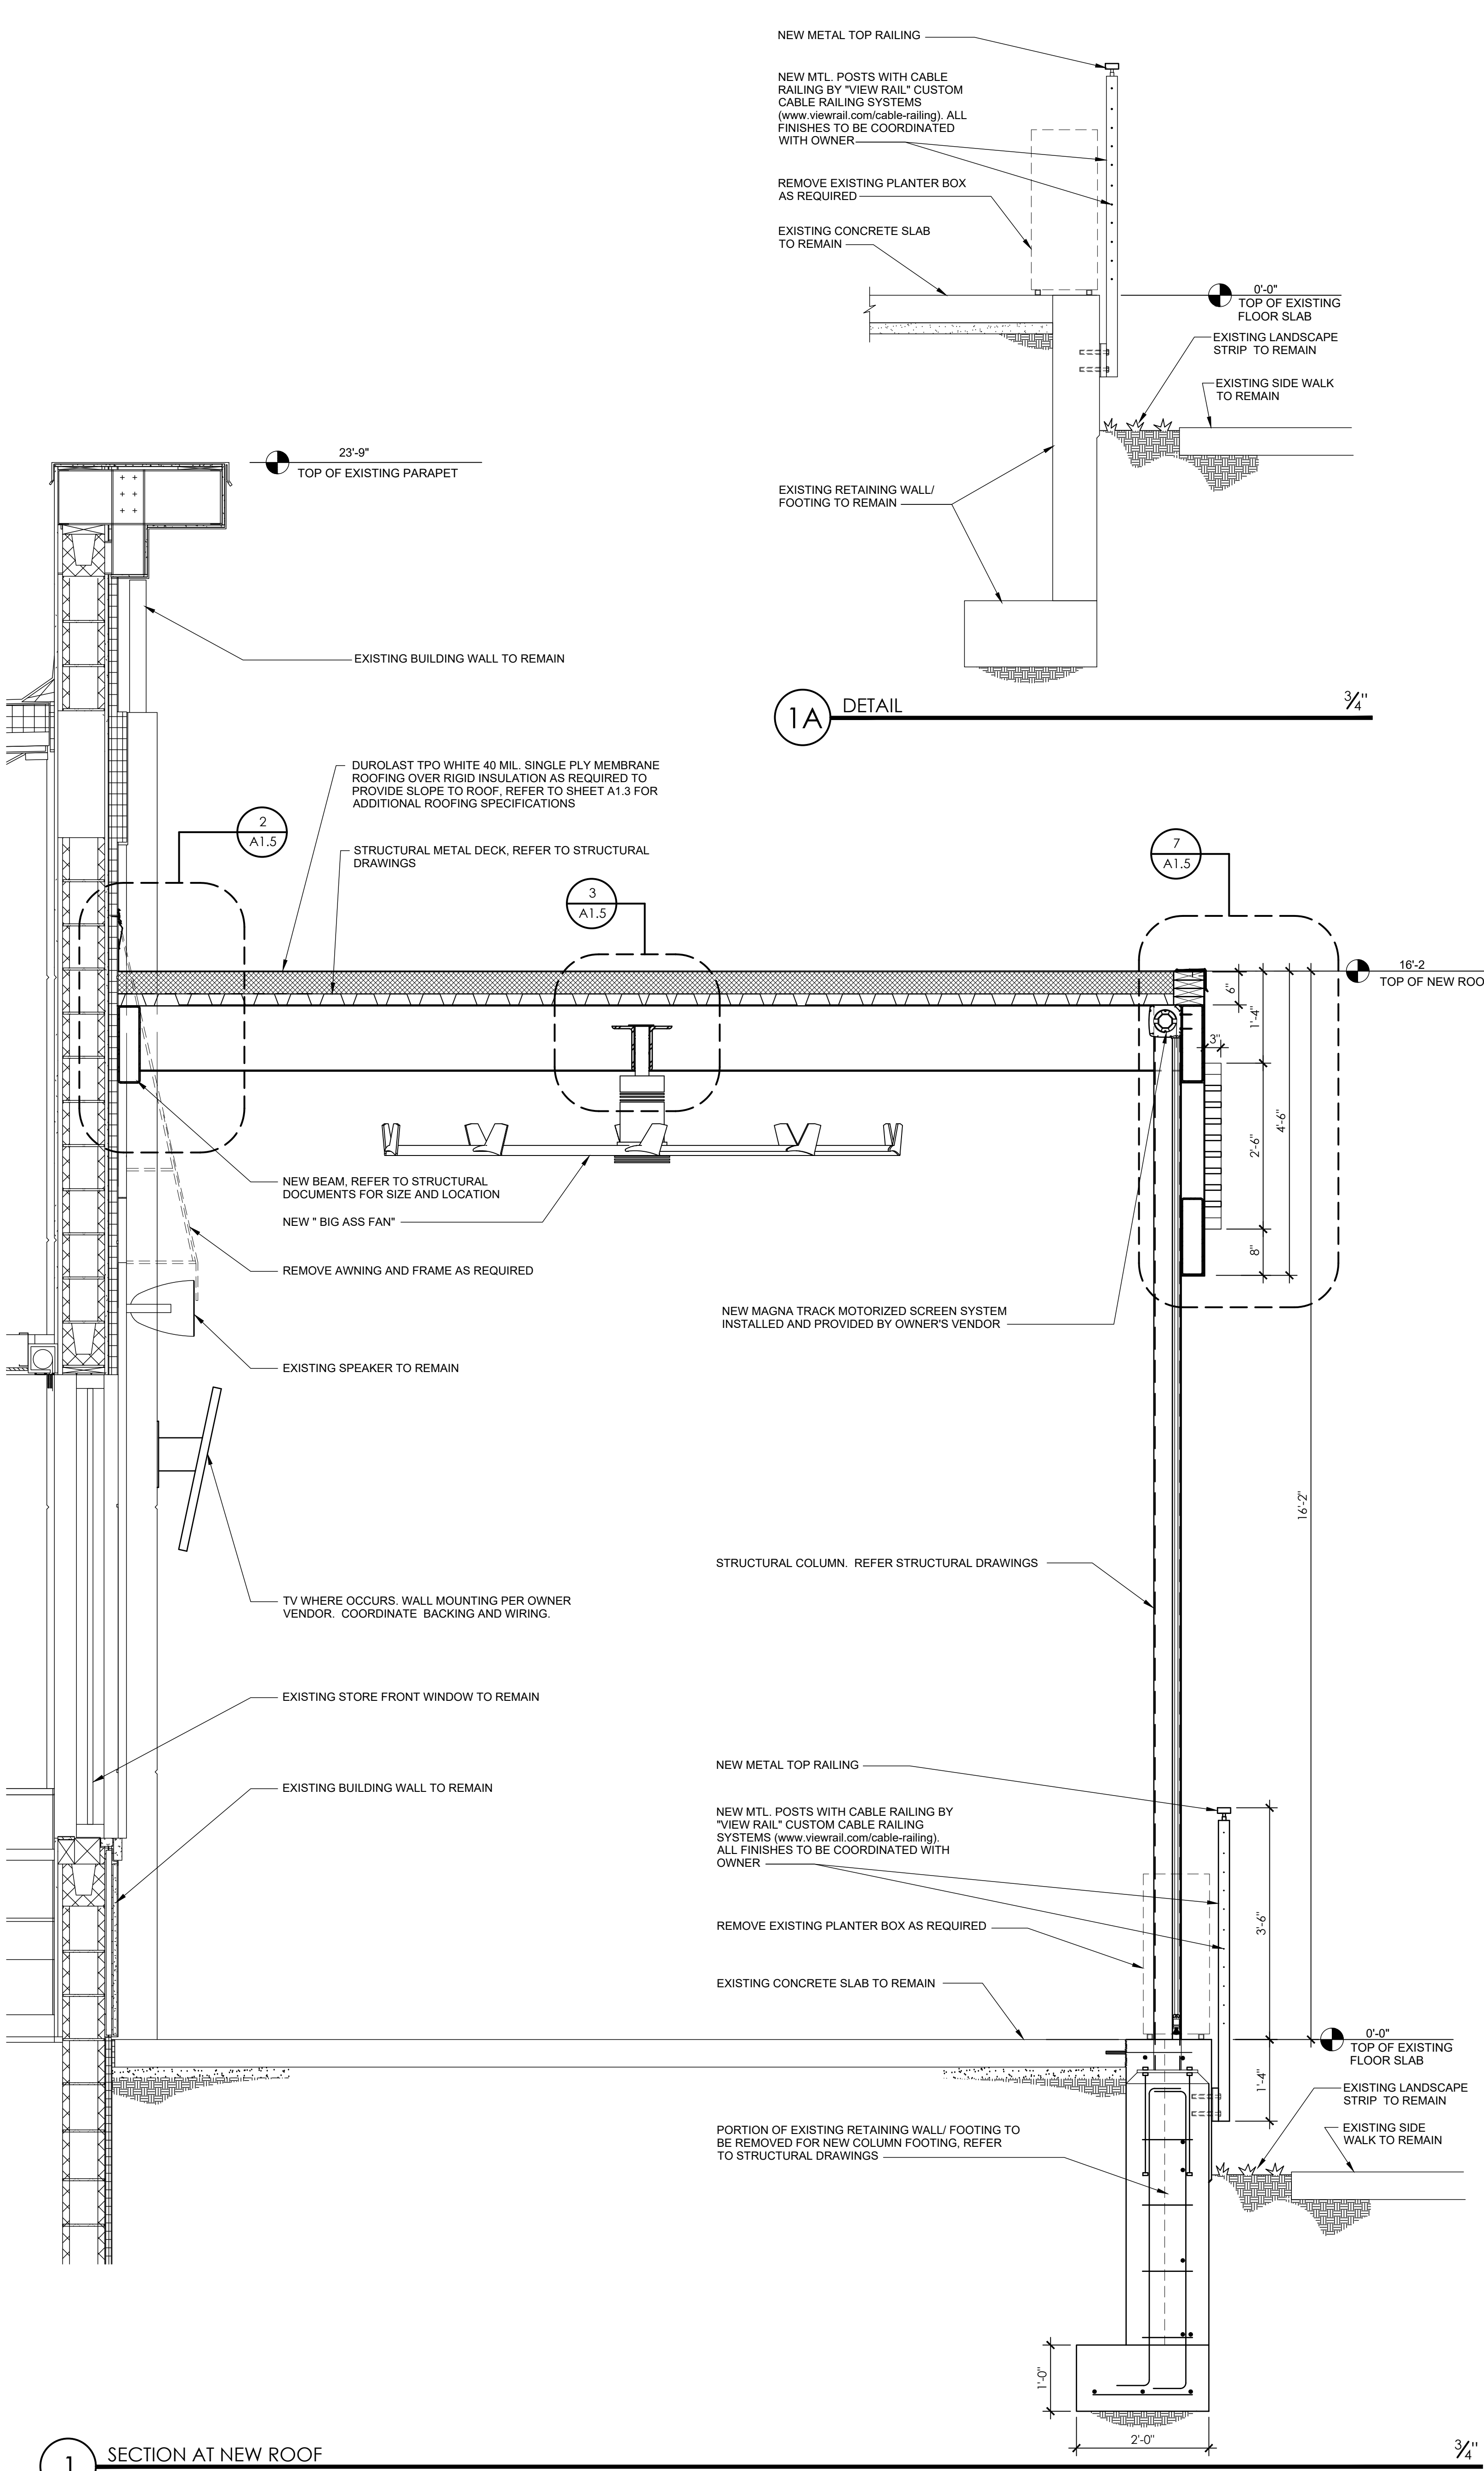 NEW METAL TOP RAILING
NEW MTL. POSTS WITH CABLE
RAILING BY "VIEW RAIL" CUSTOM
CABLE RAILING SYSTEMS
(www.viewrail.com/cable-railing). ALL
FINISHES TO BE COORDINATED
WITH OWNER
REMOVE EXISTING PLANTER BOX
AS REQUIRED
EXISTING CONCRETE SLAB
TO REMAIN
0'-0"
TOP OF EXISTING
FLOOR SLAB
EXISTING LANDSCAPE
STRIP TO REMAIN
EXISTING SIDE WALK
TO REMAIN
EXISTING RETAINING WALL/
FOOTING TO REMAIN
1A
DETAIL
3/4"
23'-9"
TOP OF EXISTING PARAPET
EXISTING BUILDING WALL TO REMAIN
DUROLAST TPO WHITE 40 MIL. SINGLE PLY MEMBRANE
ROOFING OVER RIGID INSULATION AS REQUIRED TO
PROVIDE SLOPE TO ROOF, REFER TO SHEET A1.3 FOR
ADDITIONAL ROOFING SPECIFICATIONS
STRUCTURAL METAL DECK, REFER TO STRUCTURAL
DRAWINGS
2
A1.5
3
A1.5
7
A1.5
16'-2
TOP OF NEW ROO
6"
1'-4"
3"
2'-6"
4'-6"
8"
NEW BEAM, REFER TO STRUCTURAL
DOCUMENTS FOR SIZE AND LOCATION
NEW " BIG ASS FAN"
REMOVE AWNING AND FRAME AS REQUIRED
NEW MAGNA TRACK MOTORIZED SCREEN SYSTEM
INSTALLED AND PROVIDED BY OWNER'S VENDOR
EXISTING SPEAKER TO REMAIN
16'-2"
STRUCTURAL COLUMN. REFER STRUCTURAL DRAWINGS
TV WHERE OCCURS. WALL MOUNTING PER OWNER
VENDOR. COORDINATE BACKING AND WIRING.
EXISTING STORE FRONT WINDOW TO REMAIN
EXISTING BUILDING WALL TO REMAIN
NEW METAL TOP RAILING
NEW MTL. POSTS WITH CABLE RAILING BY
"VIEW RAIL" CUSTOM CABLE RAILING
SYSTEMS (www.viewrail.com/cable-railing).
ALL FINISHES TO BE COORDINATED WITH
OWNER
3'-6"
REMOVE EXISTING PLANTER BOX AS REQUIRED
EXISTING CONCRETE SLAB TO REMAIN
0'-0"
TOP OF EXISTING
FLOOR SLAB
1'-4"
EXISTING LANDSCAPE
STRIP TO REMAIN
EXISTING SIDE
WALK TO REMAIN
PORTION OF EXISTING RETAINING WALL/ FOOTING TO
BE REMOVED FOR NEW COLUMN FOOTING, REFER
TO STRUCTURAL DRAWINGS
1'-0"
2'-0"
1
SECTION AT NEW ROOF
3/4"